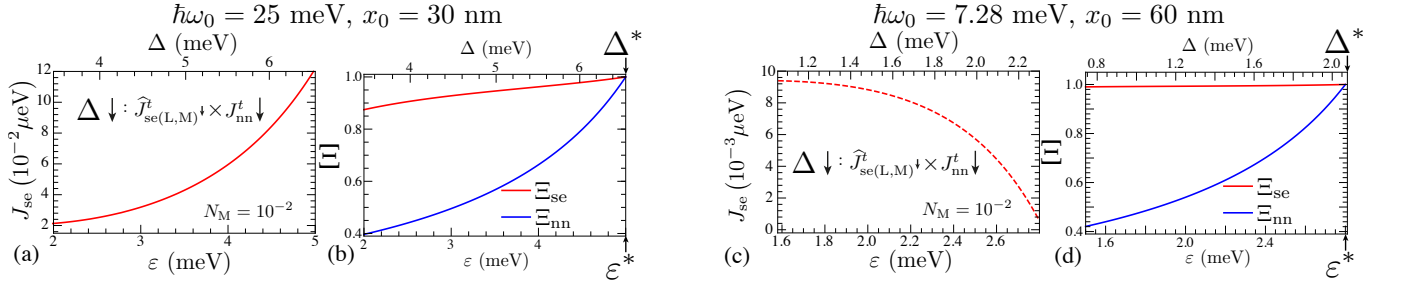 ħω₀ = 25 meV, x₀ = 30 nm
Δ (meV)
4 5 6
J_se (10⁻² μeV)
12
10
8
6
4
2
Δ ↓ : Ĵ^t_se(L,M) ↓ × J^t_nn ↓
N_M = 10⁻²
2 3 4 5
ε (meV)
(a)
Δ (meV)
Δ*
4 5 6
Ξ
1.0
0.8
0.6
0.4
Ξ_se
Ξ_nn
2 3 4
ε (meV)
ε*
(b)
ħω₀ = 7.28 meV, x₀ = 60 nm
Δ (meV)
1.2 1.4 1.6 1.8 2.0 2.2
J_se (10⁻³ μeV)
10
8
6
4
2
0
Δ ↓ : Ĵ^t_se(L,M) ↓ × J^t_nn ↓
N_M = 10⁻²
1.6 1.8 2.0 2.2 2.4 2.6
ε (meV)
(c)
Δ (meV)
Δ*
0.8 1.2 1.6 2.0
Ξ
1.0
0.8
0.6
0.4
Ξ_se
Ξ_nn
1.6 2.0 2.4
ε (meV)
ε*
(d)